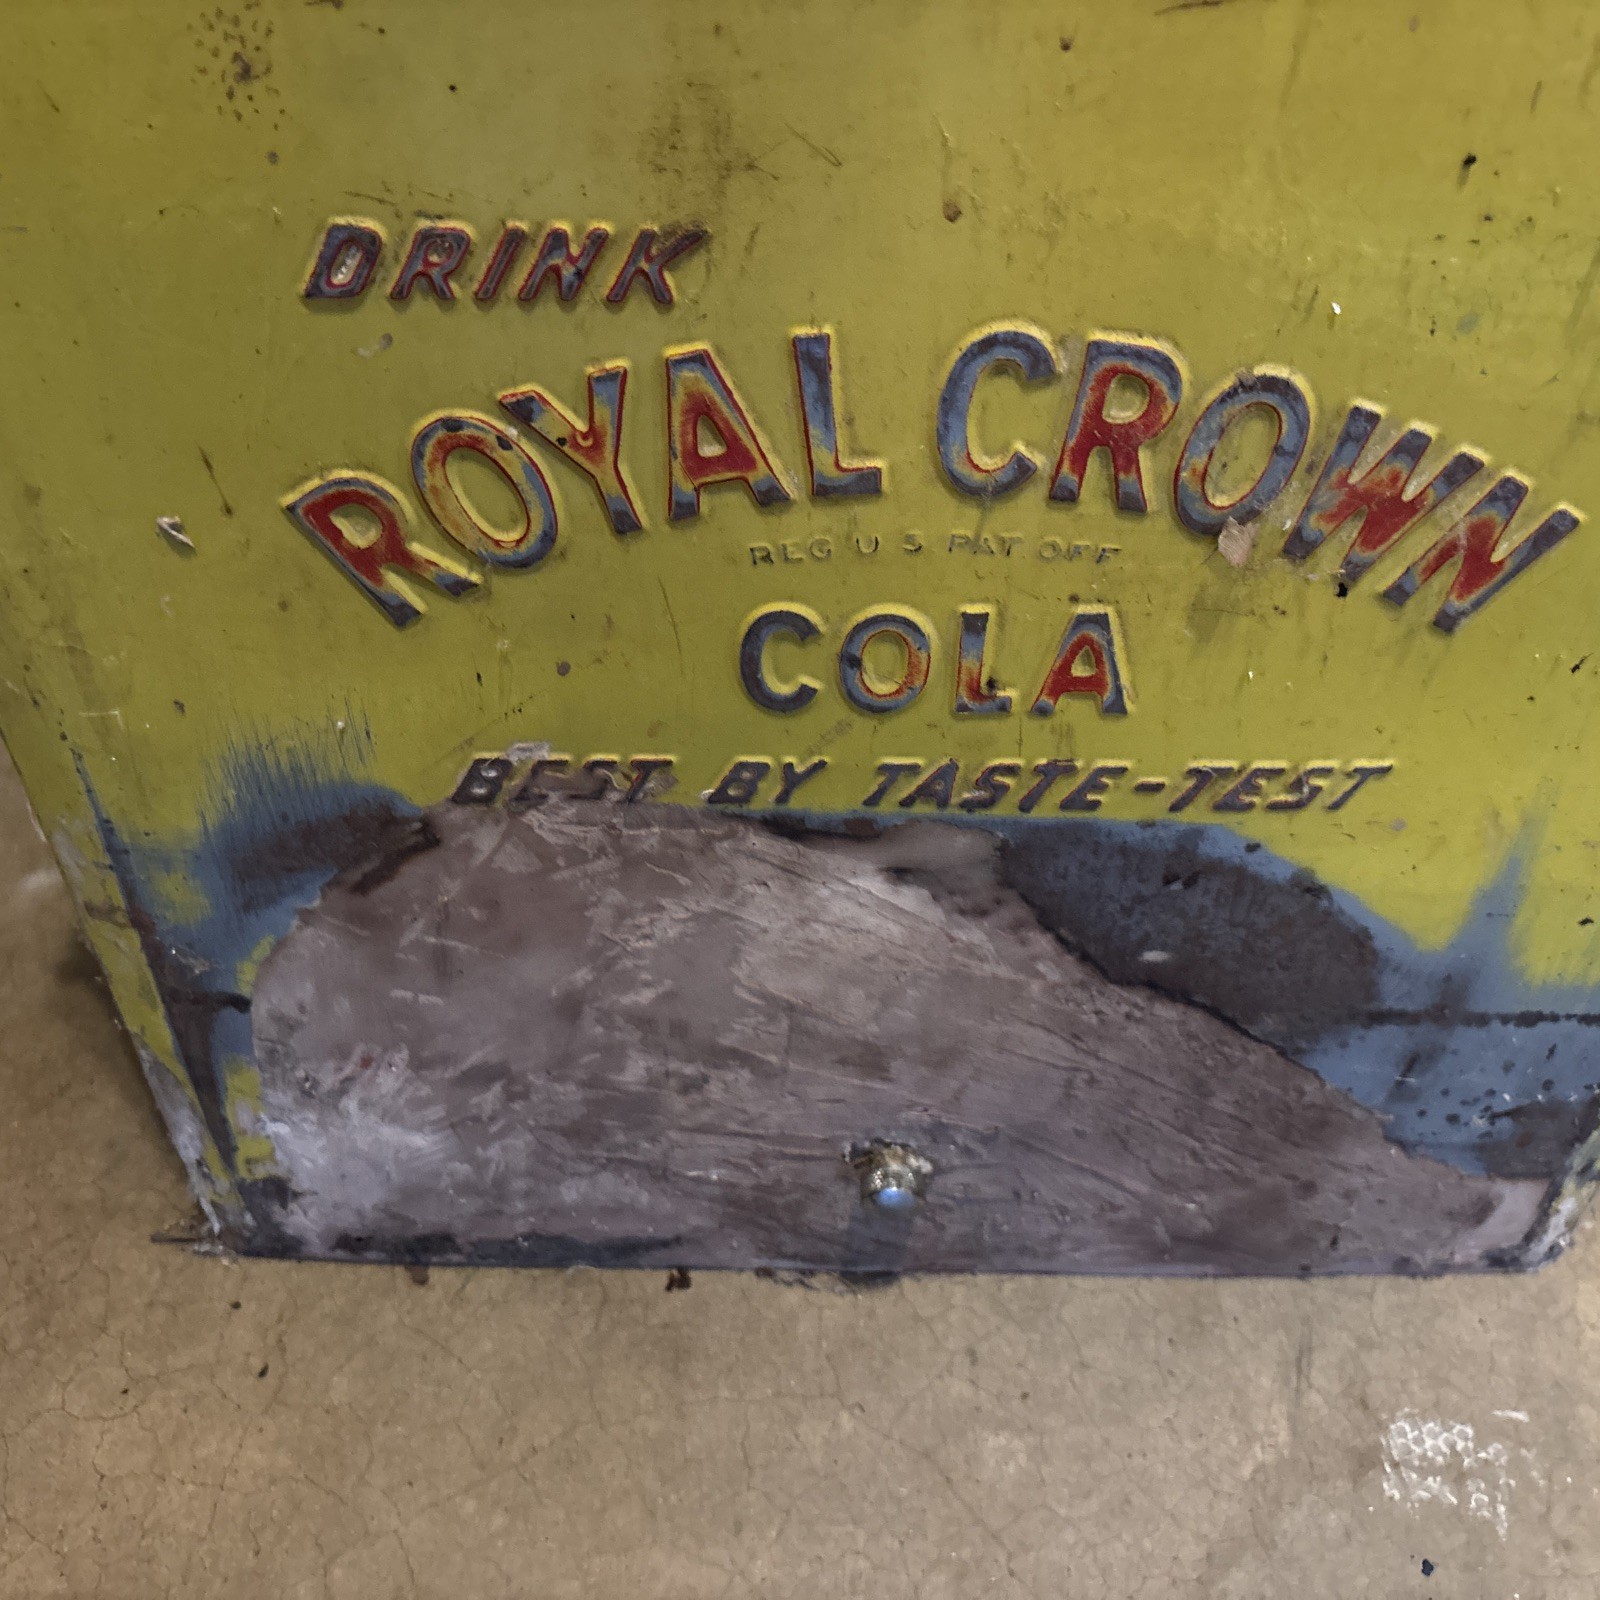 DRINK
ROYAL CROWN
REG U S PAT OFF
COLA
BEST BY TASTE-TEST